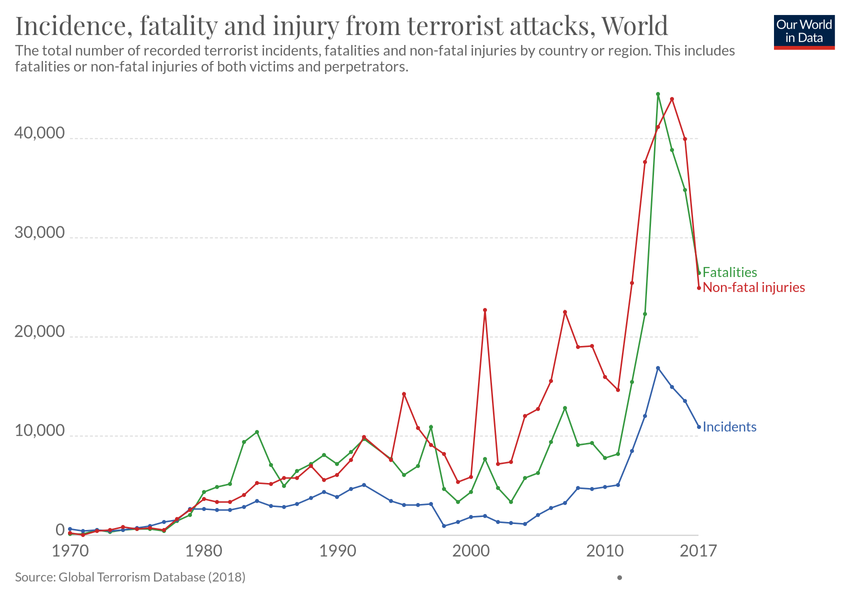 Incidence, fatality and injury from terrorist attacks, World
Our World
in Data
The total number of recorded terrorist incidents, fatalities and non-fatal injuries by country or region. This includes
fatalities or non-fatal injuries of both victims and perpetrators.
40,000
30,000
20,000
10,000
0
Fatalities
Non-fatal injuries
Incidents
1970 1980 1990 2000 2010 2017
Source: Global Terrorism Database (2018)